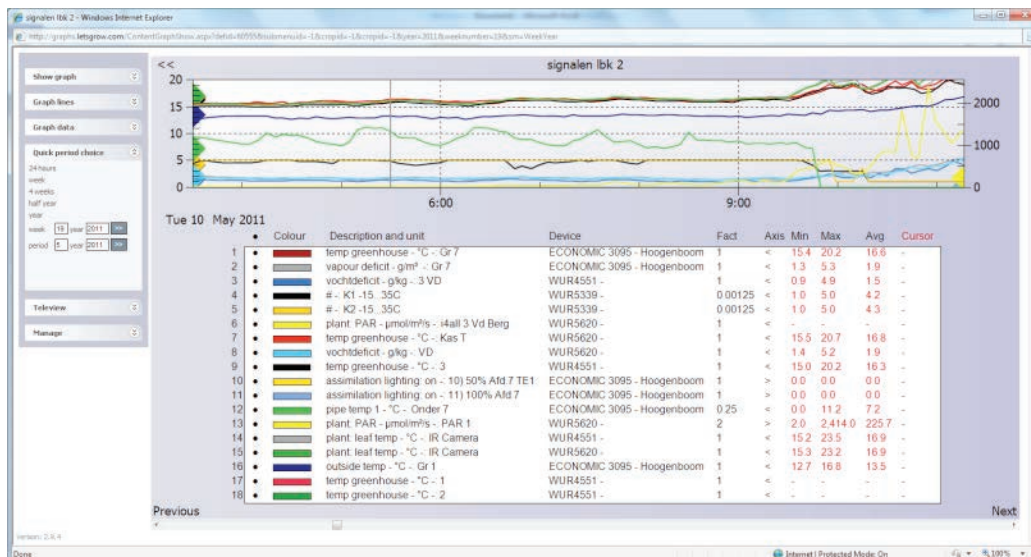 signalen lbk 2 - Windows Internet Explorer
Show graph
Graph lines
Graph data
Quick period choice
24 hours
week
4 weeks
half year
year
week 19 year 2011 >>
period 5 year 2011 >>
Teleview
Manage
version: 2.4.4
<< signalen lbk 2
20
15
10
5
0
2000
1000
0
6:00 9:00
Tue 10 May 2011
• Colour Description and unit Device Fact Axis Min Max Avg Cursor
1 • temp greenhouse - °C - Gr 7 ECONOMIC 3095 - Hoogenboom 1 < 15.4 20.2 16.6 -
2 • vapour deficit - g/m³ - Gr 7 ECONOMIC 3095 - Hoogenboom 1 < 1.3 5.3 1.9 -
3 • vochtdeficit - g/kg -: 3 VD WUR4551 - 1 < 0.9 4.9 1.5 -
4 • # -: K1 -15...35C WUR5339 - 0.00125 < 1.0 5.0 4.2 -
5 • # -: K2 -15...35C WUR5339 - 0.00125 < 1.0 5.0 4.3 -
6 • plant: PAR - µmol/m²/s -: i4all 3 Vd Berg WUR5620 - 1 < - - - -
7 • temp greenhouse - °C -: Kas T WUR5620 - 1 < 15.5 20.7 16.8 -
8 • vochtdeficit - g/kg -: VD WUR5620 - 1 < 1.4 5.2 1.9 -
9 • temp greenhouse - °C -: 3 WUR4551 - 1 < 15.0 20.2 16.3 -
10 • assimilation lighting: on -: 10) 50% Afd.7 TE1 ECONOMIC 3095 - Hoogenboom 1 > 0.0 0.0 0.0 -
11 • assimilation lighting: on -: 11) 100% Afd.7 ECONOMIC 3095 - Hoogenboom 1 > 0.0 0.0 0.0 -
12 • pipe temp 1 - °C -: Onder 7 ECONOMIC 3095 - Hoogenboom 0.25 < 0.0 11.2 7.2 -
13 • plant: PAR - µmol/m²/s -: PAR 1 WUR5620 - 2 > 2.0 2,414.0 225.7 -
14 • plant: leaf temp - °C -: IR Camera WUR4551 - 1 < 15.2 23.5 16.9 -
15 • plant: leaf temp - °C -: IR Camera WUR5620 - 1 < 15.3 23.2 16.9 -
16 • outside temp - °C -: Gr 1 ECONOMIC 3095 - Hoogenboom 1 < 12.7 16.8 13.5 -
17 • temp greenhouse - °C -: 1 WUR4551 - 1 < - - - -
18 • temp greenhouse - °C -: 2 WUR4551 - 1 < - - - -
Previous Next
Done Internet | Protected Mode: On 100%